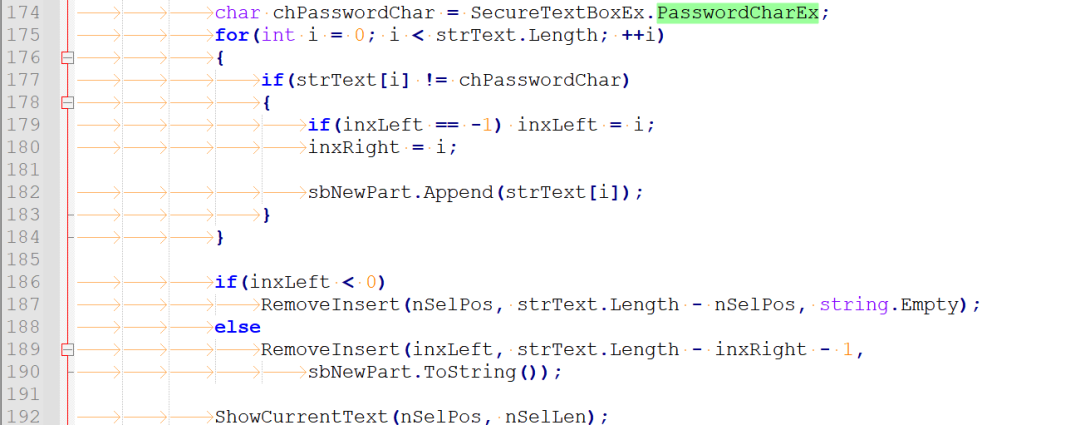 174 char chPasswordChar = SecureTextBoxEx.PasswordCharEx;
175 for(int i = 0; i < strText.Length; ++i)
176 {
177 if(strText[i] != chPasswordChar)
178 {
179 if(inxLeft == -1) inxLeft = i;
180 inxRight = i;
181
182 sbNewPart.Append(strText[i]);
183 }
184 }
185
186 if(inxLeft < 0)
187 RemoveInsert(nSelPos, strText.Length - nSelPos, string.Empty);
188 else
189 RemoveInsert(inxLeft, strText.Length - inxRight - 1,
190 sbNewPart.ToString());
191
192 ShowCurrentText(nSelPos, nSelLen);